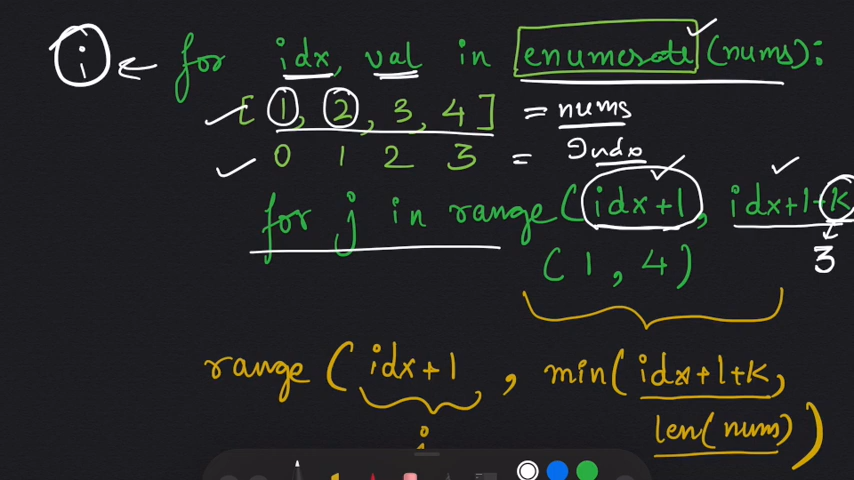 i ← for idx, val in enumerate (nums):
[ 1, 2, 3, 4 ] = nums
0 1 2 3 = Indx
for j in range ( idx+1, idx+1+K
( 1, 4 ) 3
range ( idx+1 , min( idx+1+K,
j len( nums ) )